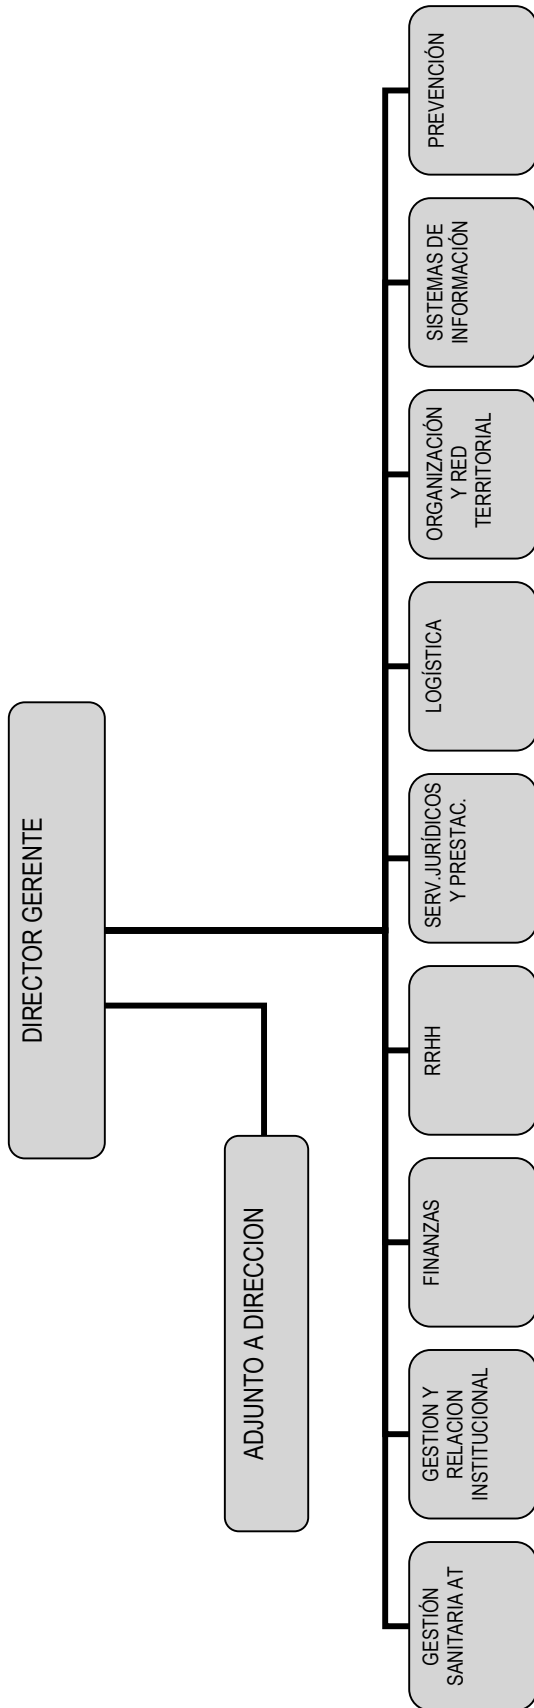 DIRECTOR GERENTE
ADJUNTO A DIRECCION
GESTIÓN
SANITARIA AT
GESTION Y
RELACION
INSTITUCIONAL
FINANZAS
RRHH
SERV.JURÍDICOS
Y PRESTAC.
LOGÍSTICA
ORGANIZACIÓN
Y RED
TERRITORIAL
SISTEMAS DE
INFORMACIÓN
PREVENCIÓN